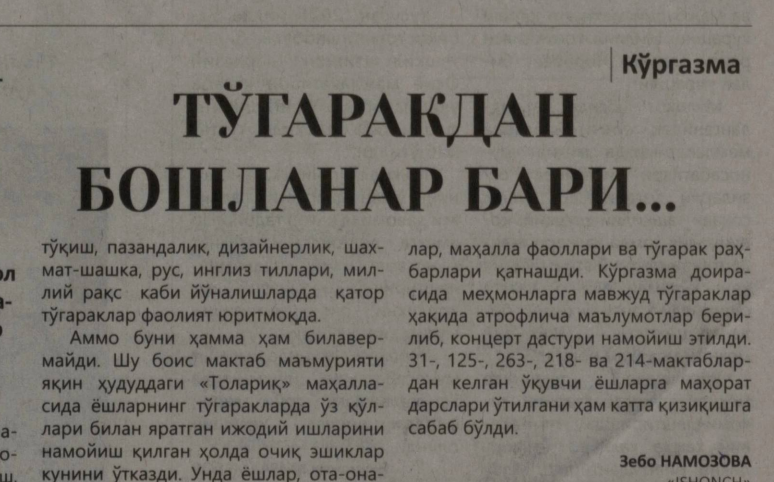 Кўргазма
ТЎГАРАКДАН
БОШЛАНАР БАРИ...
тўқиш, пазандалик, дизайнерлик, шах-
мат-шашка, рус, инглиз тиллари, мил-
лий рақс каби йўналишларда қатор
тўгараклар фаолият юритмоқда.
Аммо буни ҳамма ҳам билавер-
майди. Шу боис мактаб маъмурияти
яқин ҳудуддаги «Толариқ» маҳалла-
сида ёшларнинг тўгаракларда ўз қўл-
лари билан яратган ижодий ишларини
намойиш қилган ҳолда очиқ эшиклар
кунини ўтказди. Унда ёшлар, ота-она-
лар, маҳалла фаоллари ва тўгарак раҳ-
барлари қатнашди. Кўргазма доира-
сида меҳмонларга мавжуд тўгараклар
ҳақида атрофлича маълумотлар бери-
либ, концерт дастури намойиш этилди.
31-, 125-, 263-, 218- ва 214-мактаблар-
дан келган ўқувчи ёшларга маҳорат
дарслари ўтилгани ҳам катта қизиқишга
сабаб бўлди.
Зебо НАМОЗОВА
«ISHONCH»